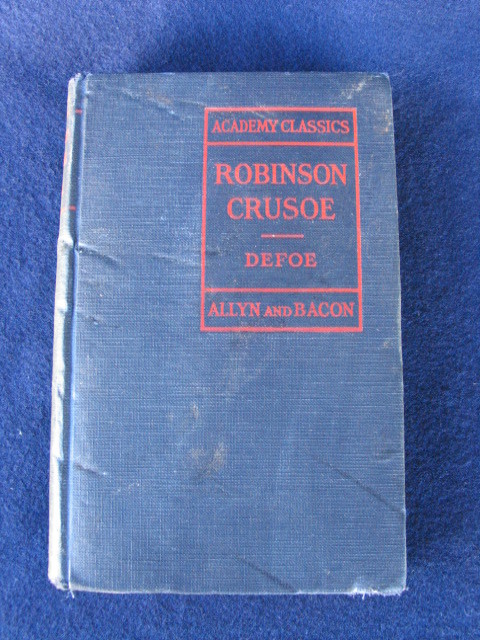 ACADEMY CLASSICS
ROBINSON
CRUSOE
DEFOE
ALLYN AND BACON